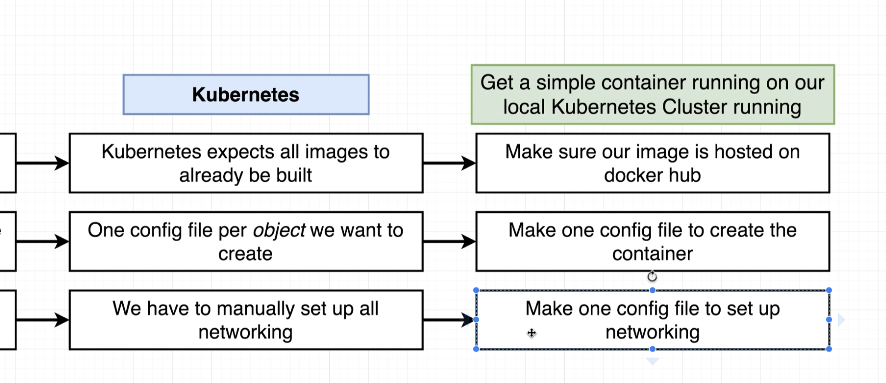 Kubernetes
Get a simple container running on our
local Kubernetes Cluster running
Kubernetes expects all images to
already be built
Make sure our image is hosted on
docker hub
One config file per object we want to
create
Make one config file to create the
container
We have to manually set up all
networking
Make one config file to set up
networking